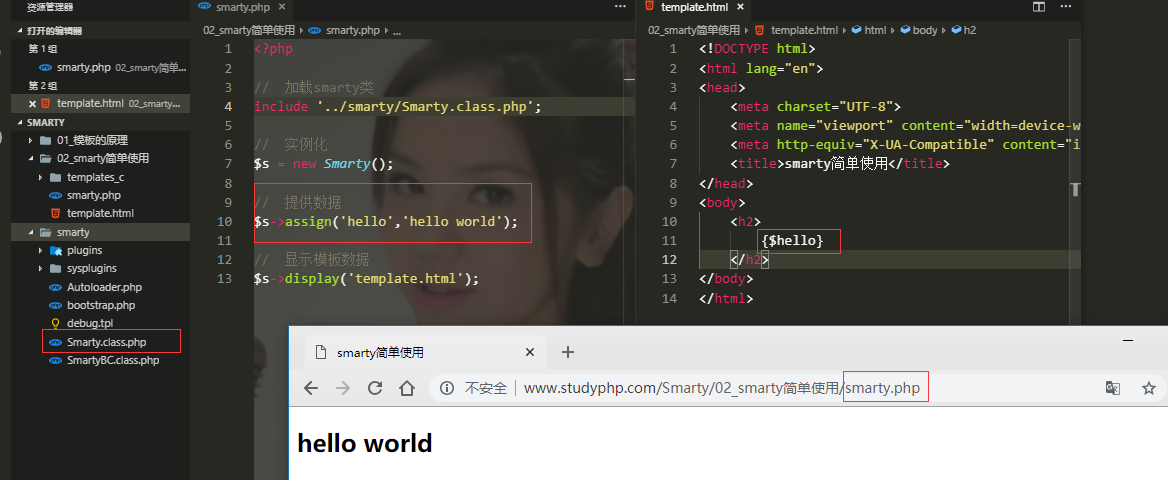 资源管理器
打开的编辑器
第 1 组
smarty.php 02_smarty简单...
第 2 组
template.html 02_smarty...
SMARTY
01_模板的原理
02_smarty简单使用
templates_c
smarty.php
template.html
smarty
plugins
sysplugins
Autoloader.php
bootstrap.php
debug.tpl
Smarty.class.php
SmartyBC.class.php
smarty.php
02_smarty简单使用 smarty.php ...
1 <?php
2
3 // 加载smarty类
4 include '../smarty/Smarty.class.php';
5
6 // 实例化
7 $s = new Smarty();
8
9 // 提供数据
10 $s->assign('hello','hello world');
11
12 // 显示模板数据
13 $s->display('template.html');
template.html
02_smarty简单使用 template.html html body h2
1 <!DOCTYPE html>
2 <html lang="en">
3 <head>
4 <meta charset="UTF-8">
5 <meta name="viewport" content="width=device-w
6 <meta http-equiv="X-UA-Compatible" content="i
7 <title>smarty简单使用</title>
8 </head>
9 <body>
10 <h2>
11 {$hello}
12 </h2>
13 </body>
14 </html>
smarty简单使用
不安全 www.studyphp.com/Smarty/02_smarty简单使用/smarty.php
hello world